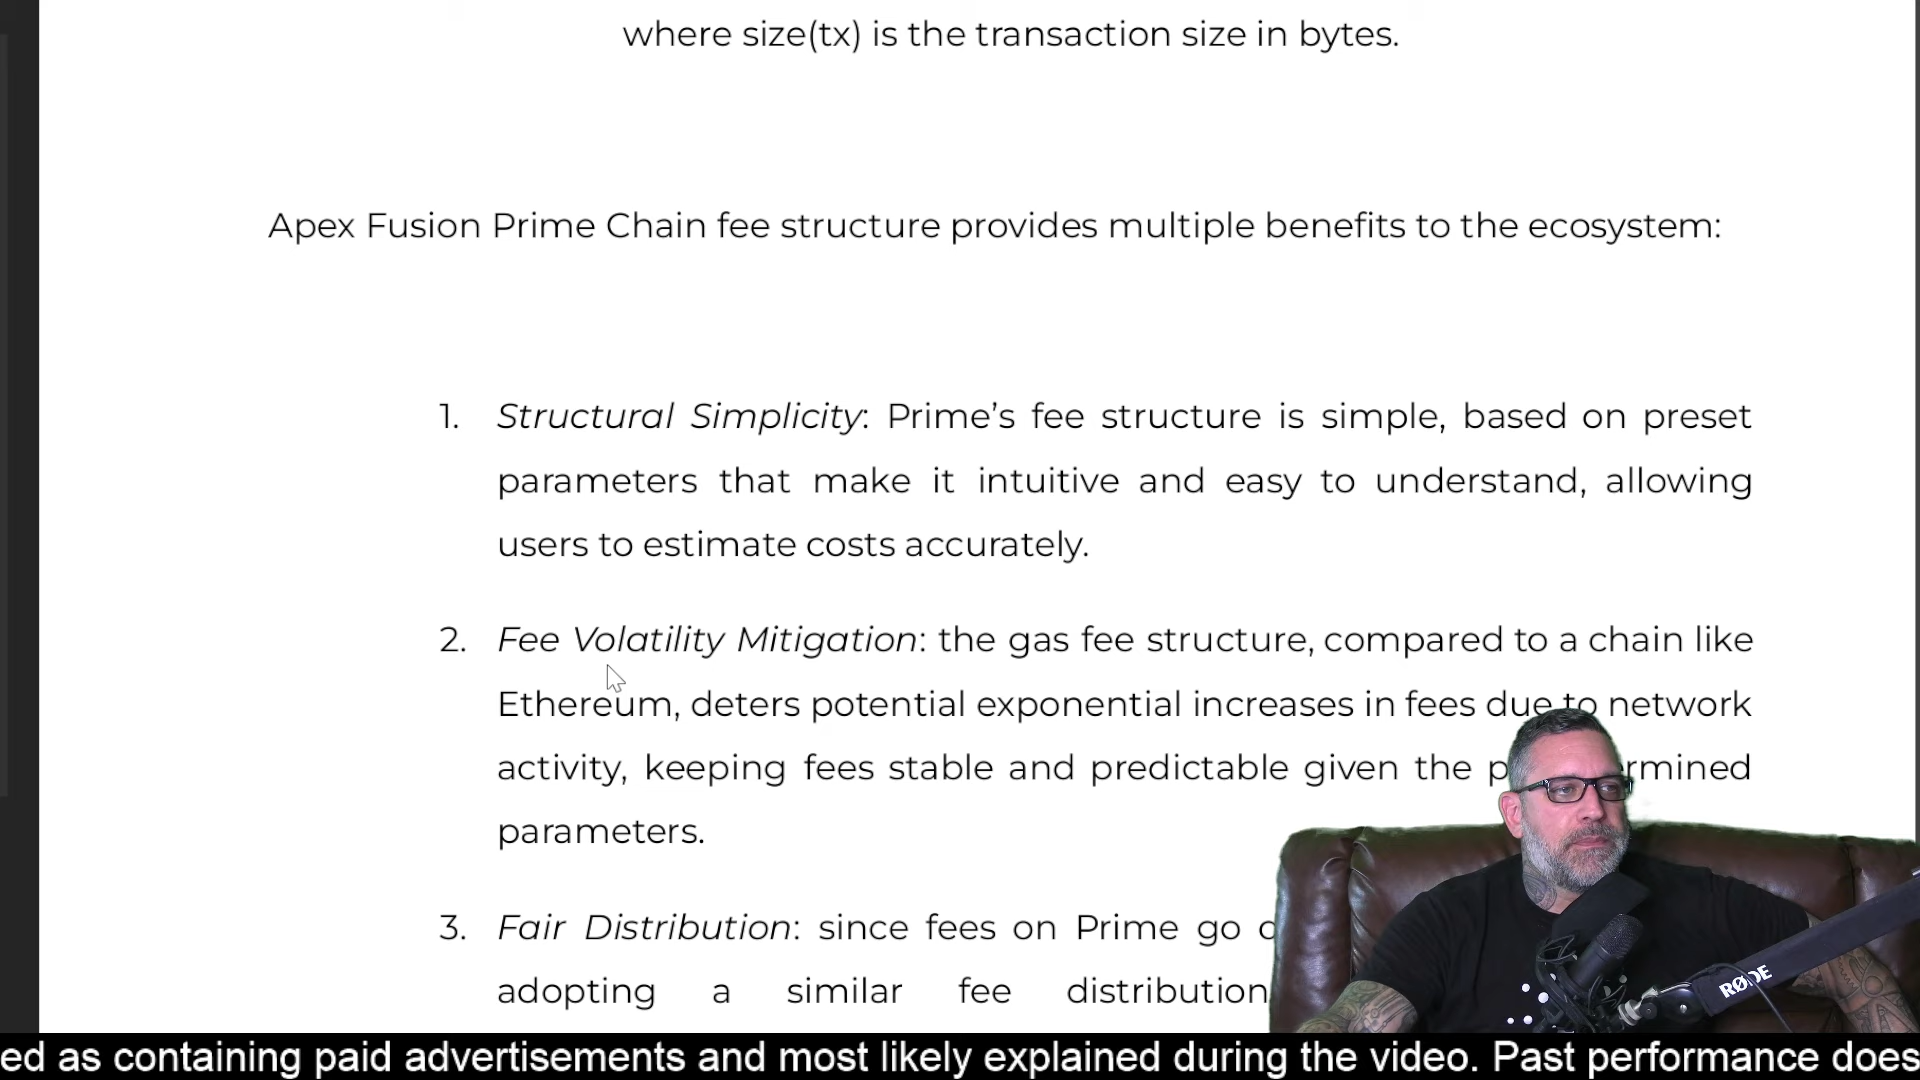 where size(tx) is the transaction size in bytes.
Apex Fusion Prime Chain fee structure provides multiple benefits to the ecosystem:
1. Structural Simplicity: Prime’s fee structure is simple, based on preset
parameters that make it intuitive and easy to understand, allowing
users to estimate costs accurately.
2. Fee Volatility Mitigation: the gas fee structure, compared to a chain like
Ethereum, deters potential exponential increases in fees due to network
activity, keeping fees stable and predictable given the
parameters.
3. Fair Distribution: since fees on Prime go
adopting a similar fee distribution
RØDE
ed as containing paid advertisements and most likely explained during the video. Past performance does